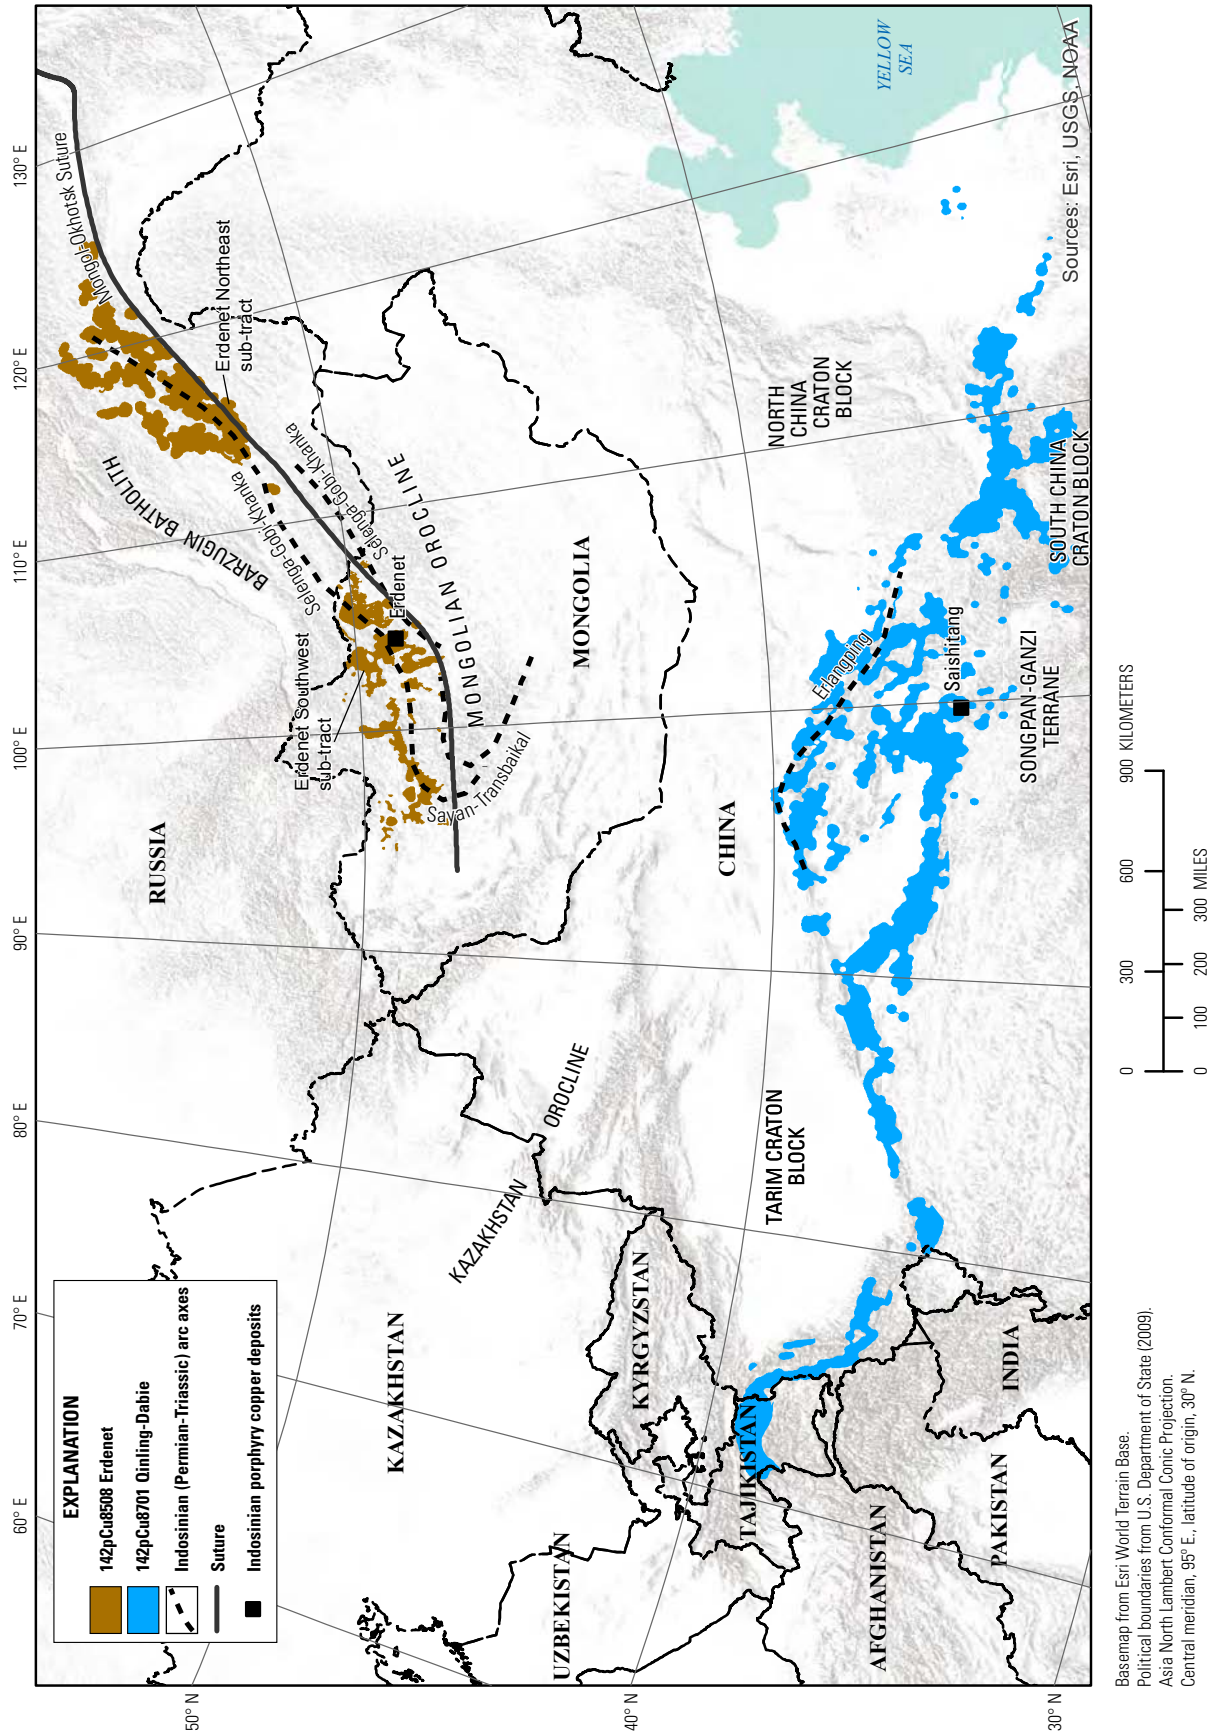 60° E
70° E
80° E
90° E
100° E
110° E
120° E
130° E
50° N
40° N
30° N
EXPLANATION
142pCu8508 Erdenet
142pCu8701 Qinling-Dabie
Indosinian (Permian-Triassic) arc axes
Suture
Indosinian porphyry copper deposits
RUSSIA
BARZUGIN BATHOLITH
Mongol-Okhotsk Suture
Erdenet Northeast
sub-tract
Selenga-Gobi-Khanka
Selenga-Gobi-Khanka
Erdenet Southwest
sub-tract
Erdenet
MONGOLIAN OROCLINE
Sayan-Transbaikal
MONGOLIA
KAZAKHSTAN
KAZAKHSTAN
OROCLINE
UZBEKISTAN
KYRGYZSTAN
TAJIKISTAN
AFGHANISTAN
PAKISTAN
INDIA
TARIM CRATON
BLOCK
CHINA
NORTH
CHINA
CRATON
BLOCK
YELLOW
SEA
Erlangping
Saishitang
SONGPAN-GANZI
TERRANE
SOUTH CHINA
CRATON BLOCK
Sources: Esri, USGS, NOAA
Basemap from Esri World Terrain Base.
Political boundaries from U.S. Department of State (2009).
Asia North Lambert Conformal Conic Projection.
Central meridian, 95° E., latitude of origin, 30° N.
0 300 600 900 KILOMETERS
0 100 200 300 MILES